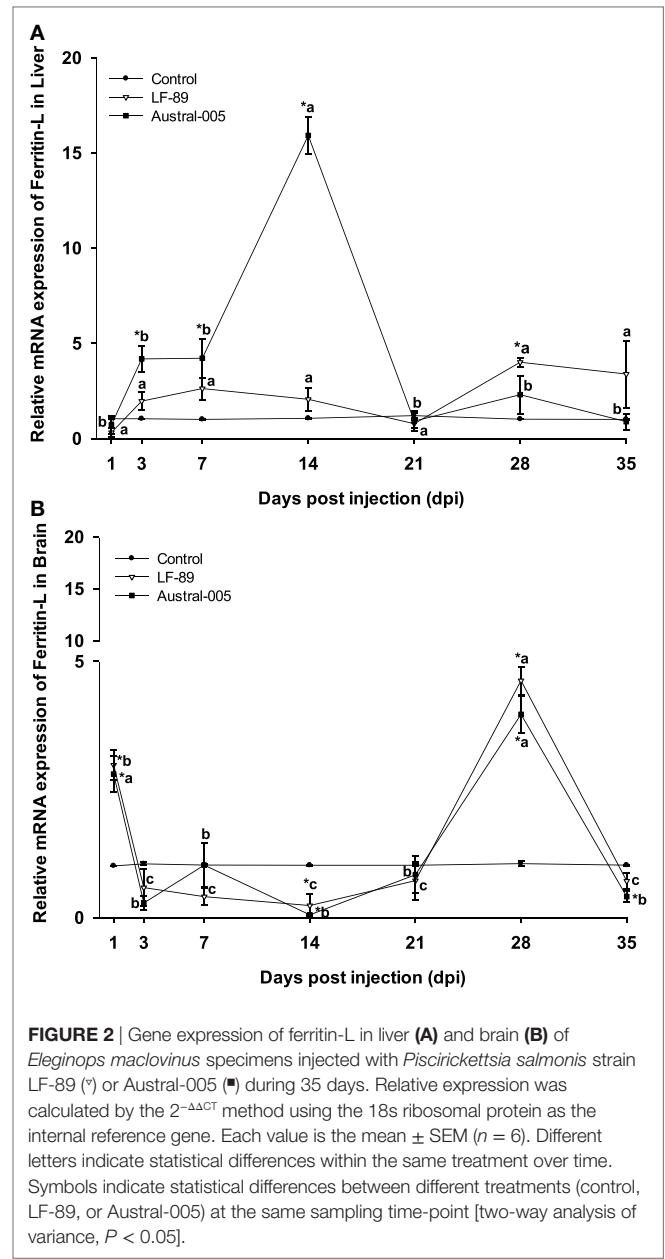 A
Relative mRNA expression of Ferritin-L in Liver
20
15
10
5
0
Control
LF-89
Austral-005
*a
*b
*b
a
a
a
b
a
b
a
*a
b
a
b
1 3 7 14 21 28 35
Days post injection (dpi)
B
Relative mRNA expression of Ferritin-L in Brain
20
15
10
5
0
Control
LF-89
Austral-005
*b
*a
c
b
b
c
*c
*b
b
c
*a
*a
c
*b
1 3 7 14 21 28 35
Days post injection (dpi)
FIGURE 2 | Gene expression of ferritin-L in liver (A) and brain (B) of
Eleginops maclovinus specimens injected with Piscirickettsia salmonis strain
LF-89 (▿) or Austral-005 (■) during 35 days. Relative expression was
calculated by the 2−ΔΔCT method using the 18s ribosomal protein as the
internal reference gene. Each value is the mean ± SEM (n = 6). Different
letters indicate statistical differences within the same treatment over time.
Symbols indicate statistical differences between different treatments (control,
LF-89, or Austral-005) at the same sampling time-point [two-way analysis of
variance, P < 0.05].